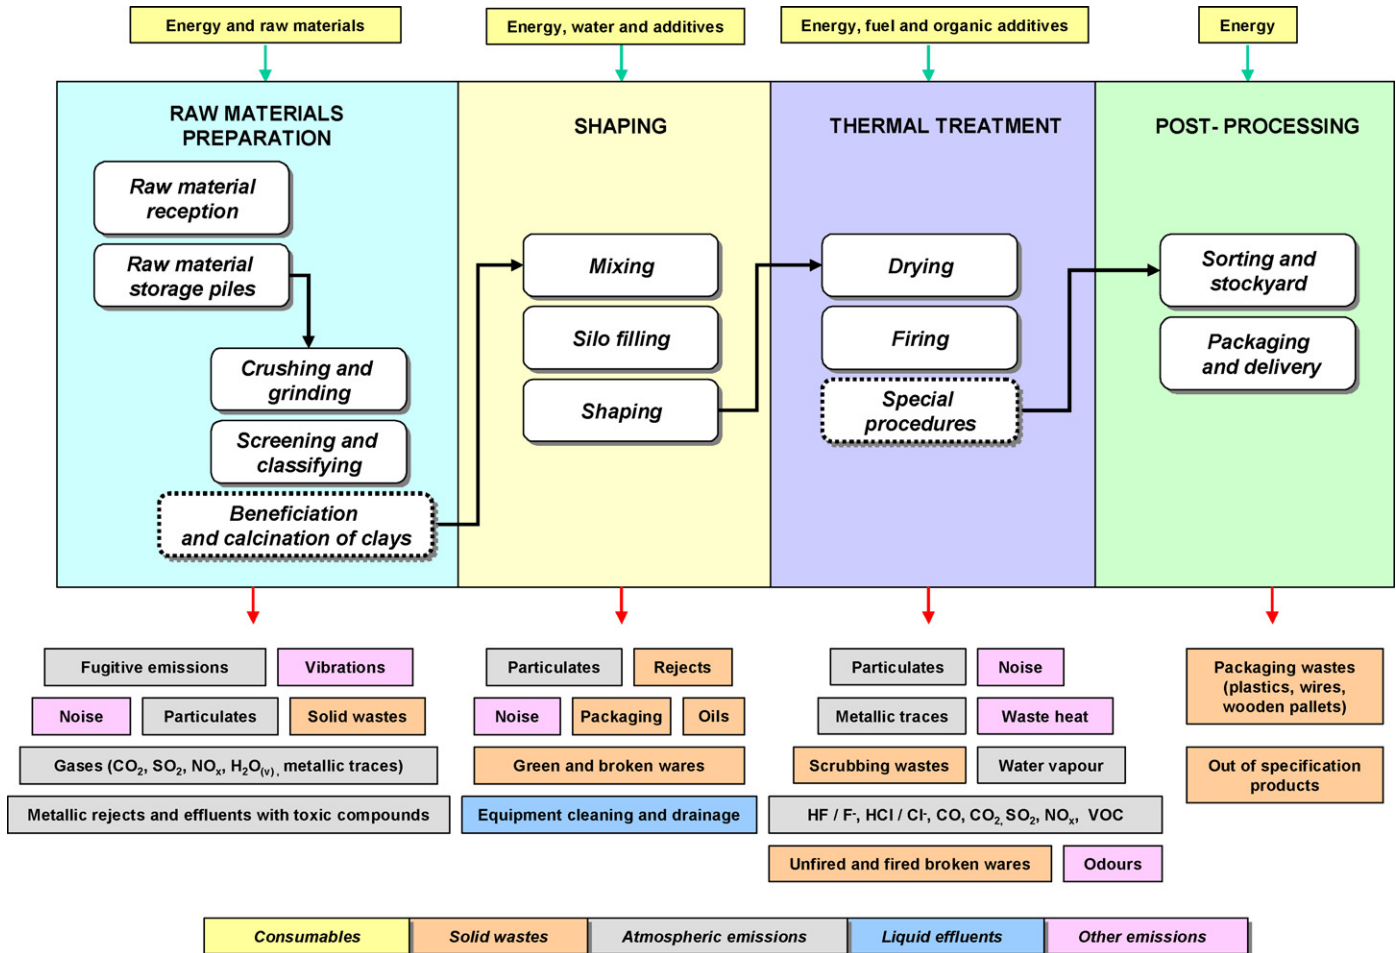 Energy and raw materials
Energy, water and additives
Energy, fuel and organic additives
Energy
RAW MATERIALS
PREPARATION
Raw material
reception
Raw material
storage piles
Crushing and
grinding
Screening and
classifying
Beneficiation
and calcination of clays
SHAPING
Mixing
Silo filling
Shaping
THERMAL TREATMENT
Drying
Firing
Special
procedures
POST- PROCESSING
Sorting and
stockyard
Packaging
and delivery
Fugitive emissions
Vibrations
Noise
Particulates
Solid wastes
Gases (CO₂, SO₂, NOₓ, H₂O₍ᵥ₎, metallic traces)
Metallic rejects and effluents with toxic compounds
Particulates
Rejects
Noise
Packaging
Oils
Green and broken wares
Equipment cleaning and drainage
Particulates
Noise
Metallic traces
Waste heat
Scrubbing wastes
Water vapour
HF / F⁻, HCl / Cl⁻, CO, CO₂, SO₂, NOₓ, VOC
Unfired and fired broken wares
Odours
Packaging wastes
(plastics, wires,
wooden pallets)
Out of specification
products
Consumables
Solid wastes
Atmospheric emissions
Liquid effluents
Other emissions